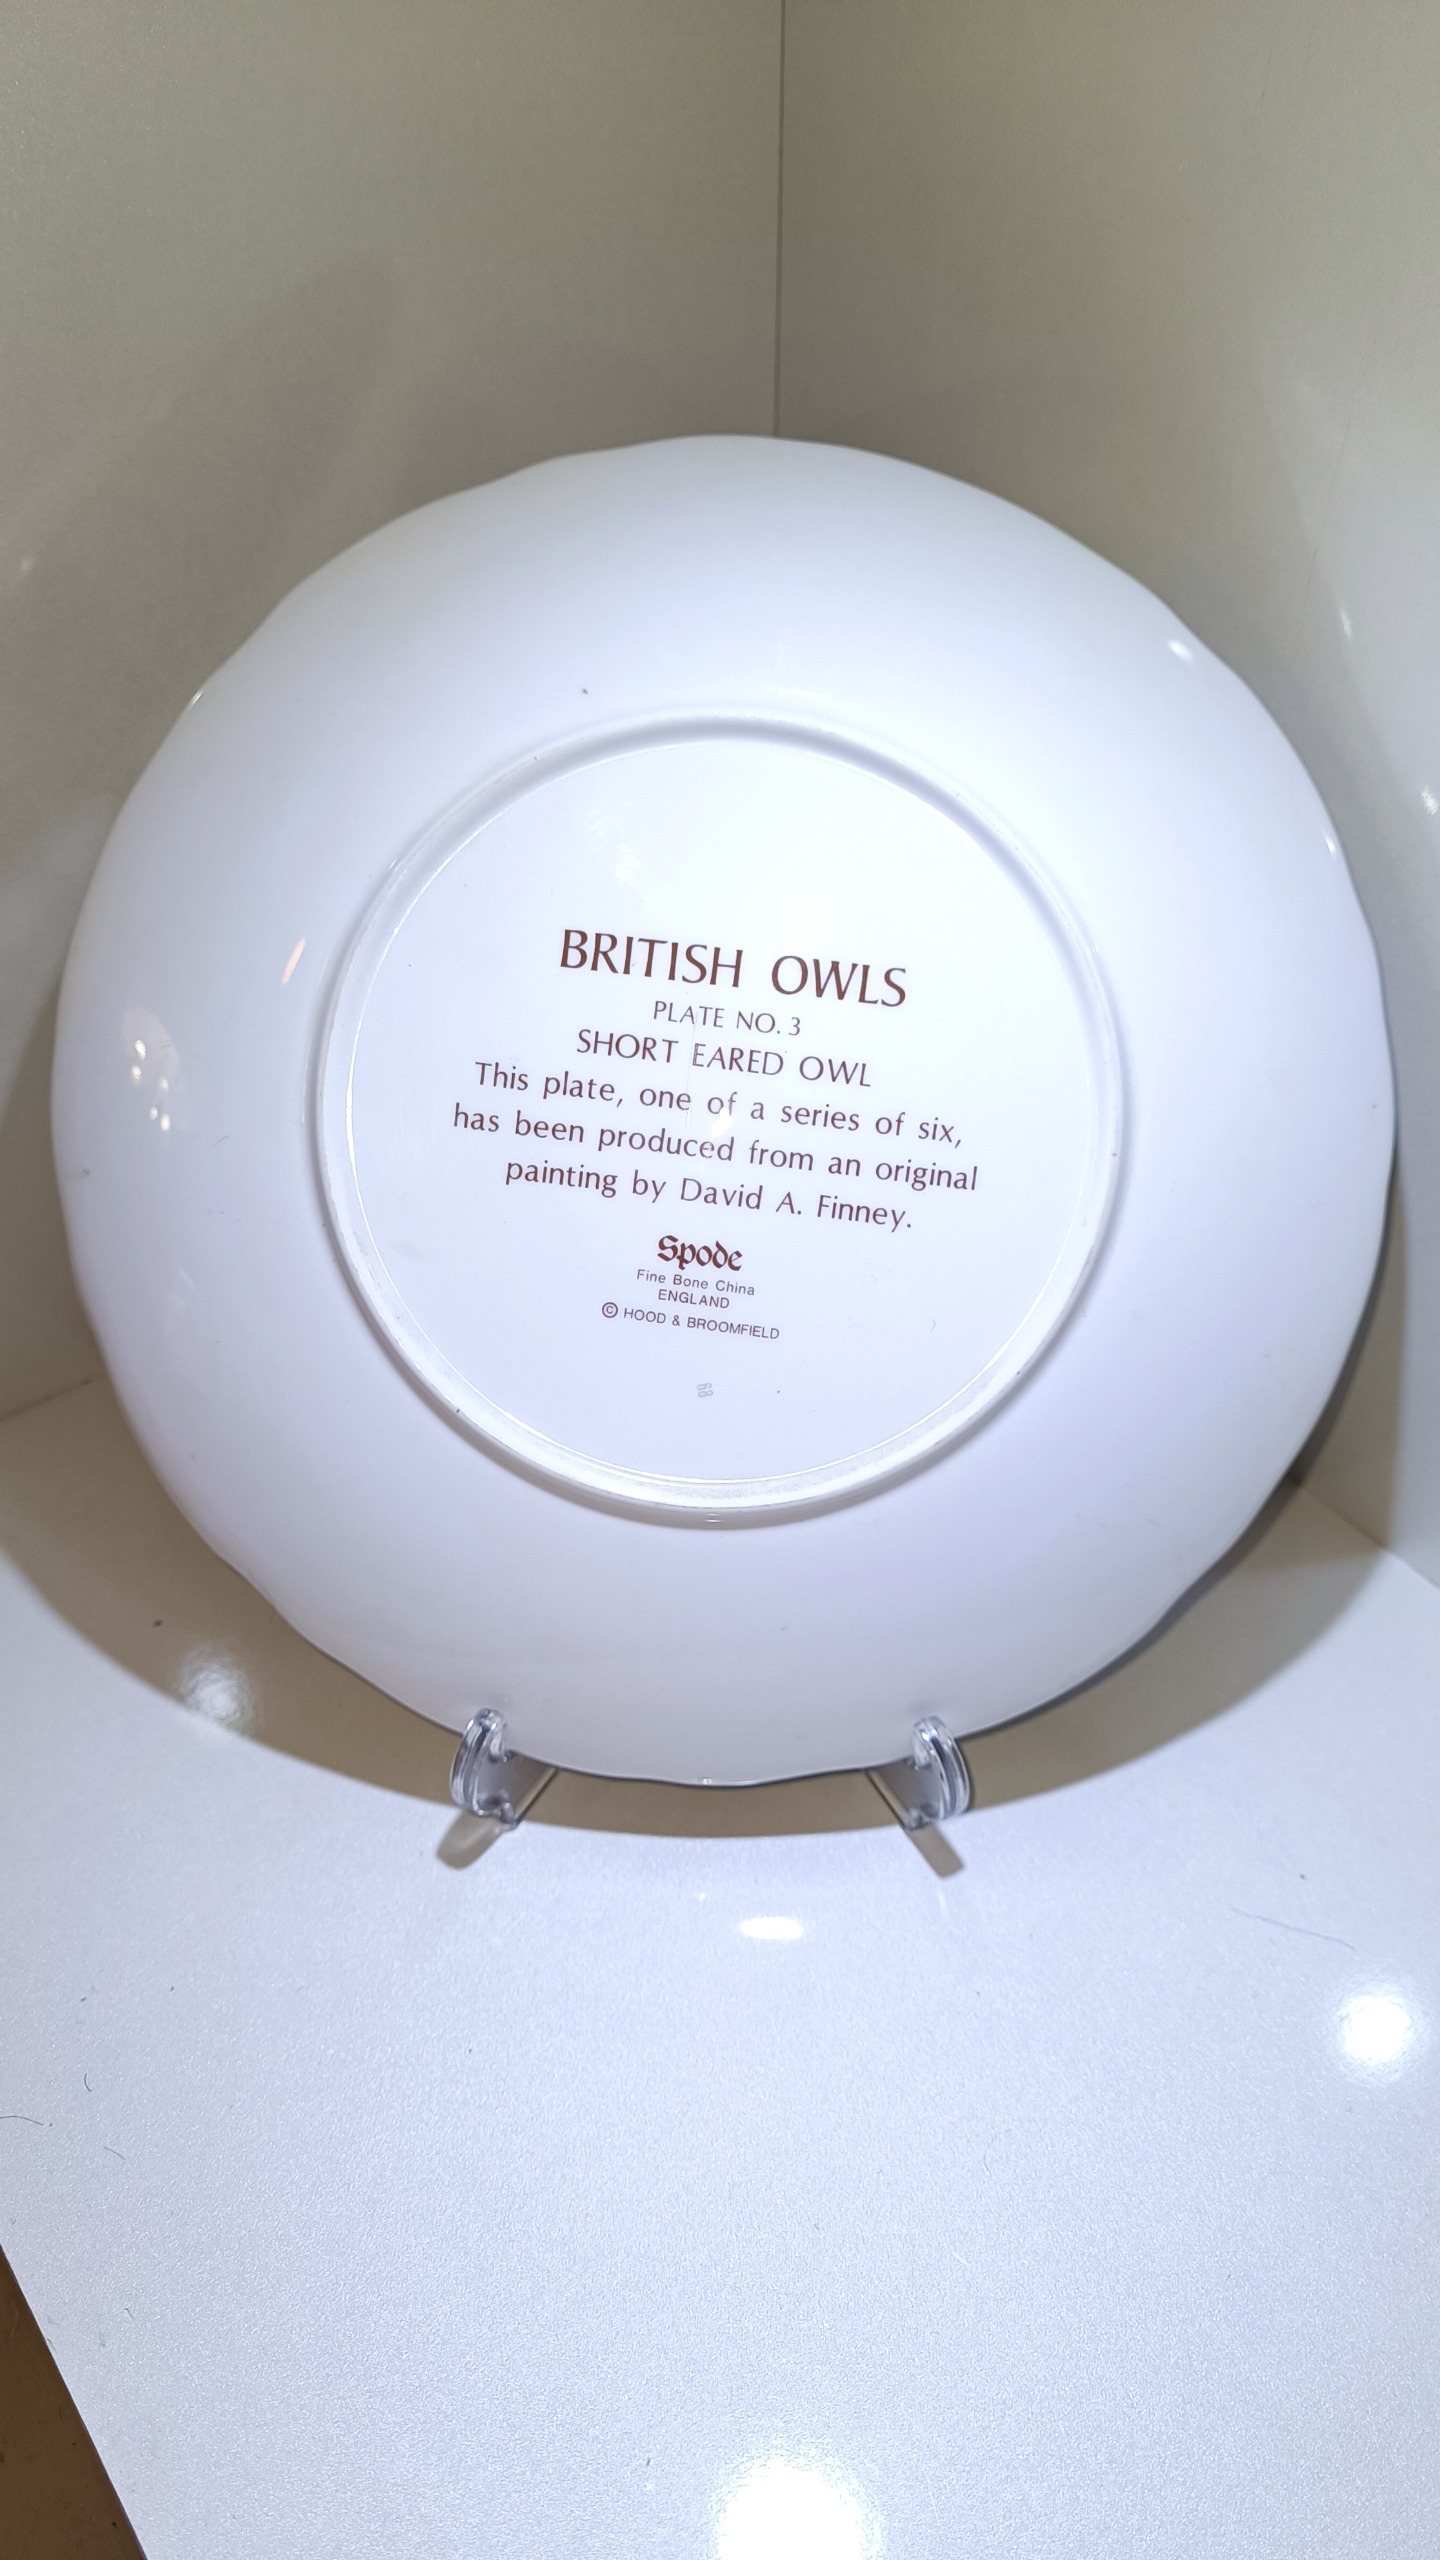 BRITISH OWLS
PLATE NO. 3
SHORT EARED OWL
This plate, one of a series of six,
has been produced from an original
painting by David A. Finney.
Spode
Fine Bone China
ENGLAND
© HOOD & BROOMFIELD